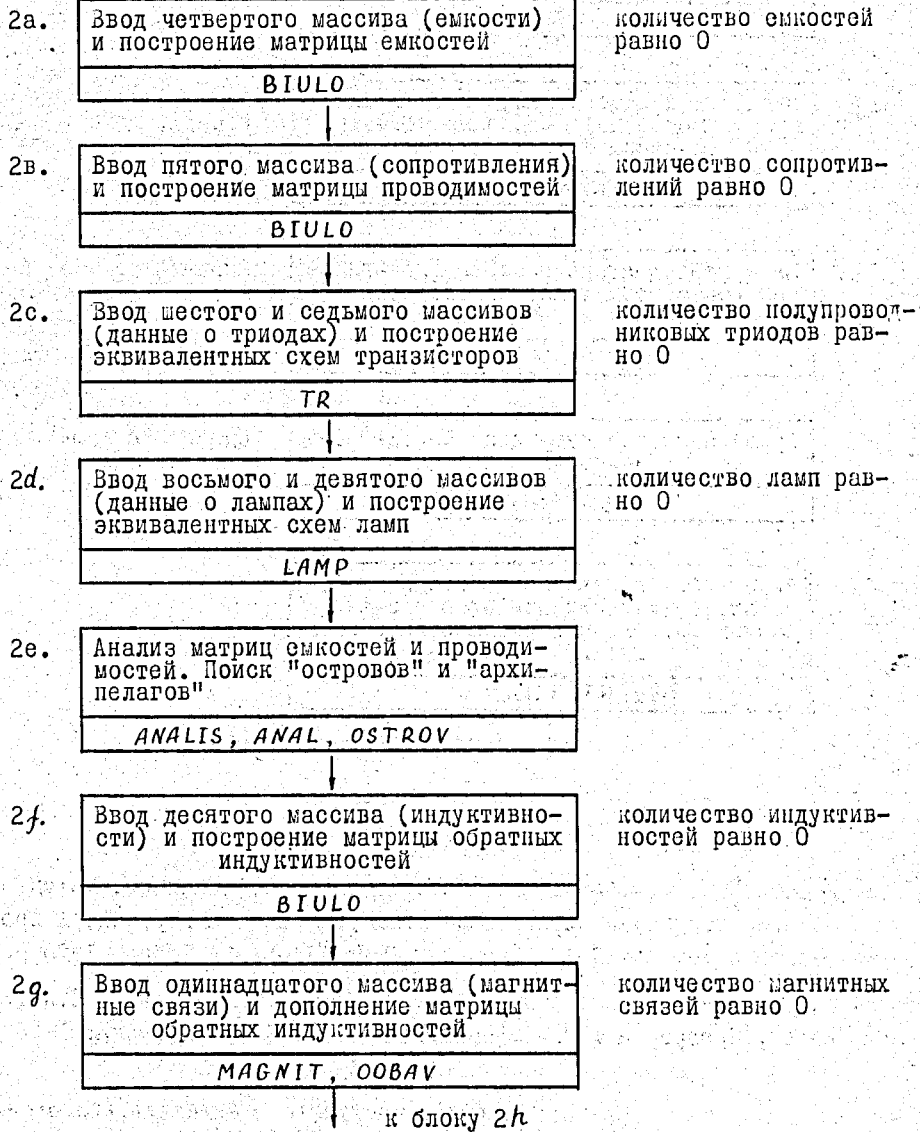 2а. Ввод четвертого массива (емкости) количество емкостей
и построение матрицы емкостей равно 0
BIULO
2в. Ввод пятого массива (сопротивления) количество сопротив-
и построение матрицы проводимостей лений равно 0
BIULO
2с. Ввод шестого и седьмого массивов количество полупровод-
(данные о триодах) и построение никовых триодов рав-
эквивалентных схем транзисторов но 0
TR
2d. Ввод восьмого и девятого массивов количество ламп рав-
(данные о лампах) и построение но 0
эквивалентных схем ламп
LAMP
2е. Анализ матриц емкостей и проводи-
мостей. Поиск "островов" и "архи-
пелагов"
ANALIS, ANAL, OSTROV
2f. Ввод десятого массива (индуктивно- количество индуктив-
сти) и построение матрицы обратных ностей равно 0
индуктивностей
BIULO
2g. Ввод одиннадцатого массива (магнит- количество магнитных
ные связи) и дополнение матрицы связей равно 0
обратных индуктивностей
MAGNIT, OOBAV
к блоку 2h